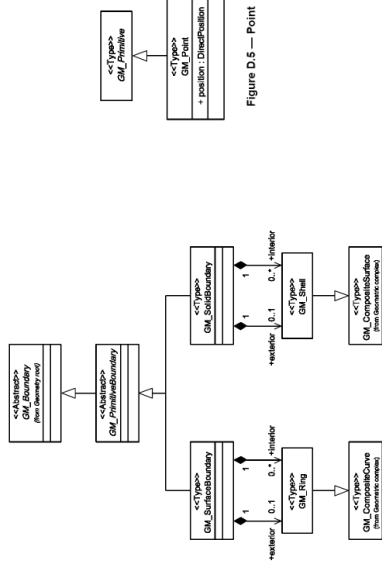 <<Abstract>>
GM_Boundary
(from Geometry root)
<<Abstract>>
GM_PrimitiveBoundary
<<Type>>
GM_SurfaceBoundary
<<Type>>
GM_SolidBoundary
1
1
1
1
+exterior
0..1
0..*
+interior
+exterior
0..1
0..*
+interior
<<Type>>
GM_Ring
<<Type>>
GM_Shell
<<Type>>
GM_CompositeCurve
(from Geometric complex)
<<Type>>
GM_CompositeSurface
(from Geometric complex)
<<Type>>
GM_Primitive
<<Type>>
GM_Point
+ position : DirectPosition
Figure D.5 — Point